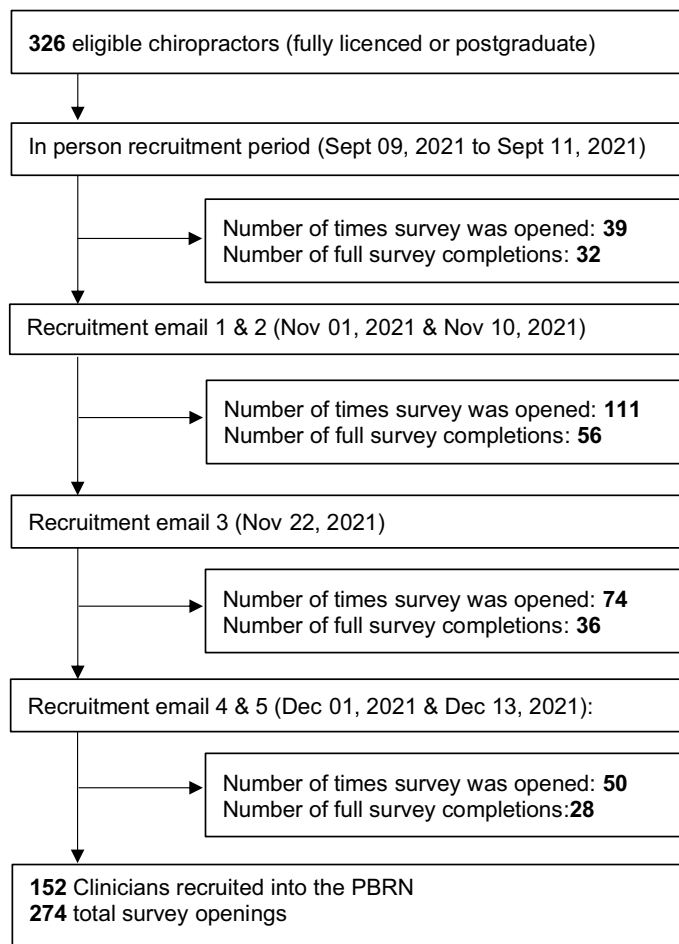 326 eligible chiropractors (fully licenced or postgraduate)
In person recruitment period (Sept 09, 2021 to Sept 11, 2021)
Number of times survey was opened: 39
Number of full survey completions: 32
Recruitment email 1 & 2 (Nov 01, 2021 & Nov 10, 2021)
Number of times survey was opened: 111
Number of full survey completions: 56
Recruitment email 3 (Nov 22, 2021)
Number of times survey was opened: 74
Number of full survey completions: 36
Recruitment email 4 & 5 (Dec 01, 2021 & Dec 13, 2021):
Number of times survey was opened: 50
Number of full survey completions:28
152 Clinicians recruited into the PBRN
274 total survey openings